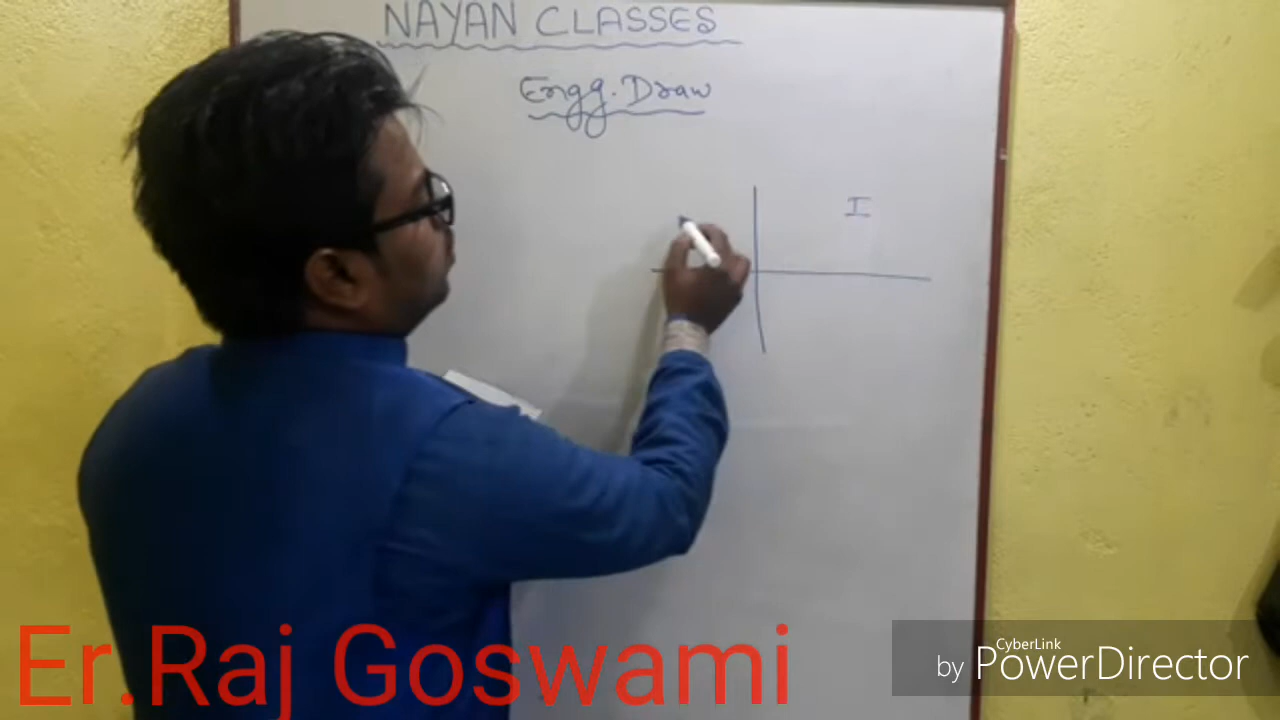 NAYAN CLASSES
Engg. Draw
I
Er.Raj Goswami
CyberLink
by PowerDirector